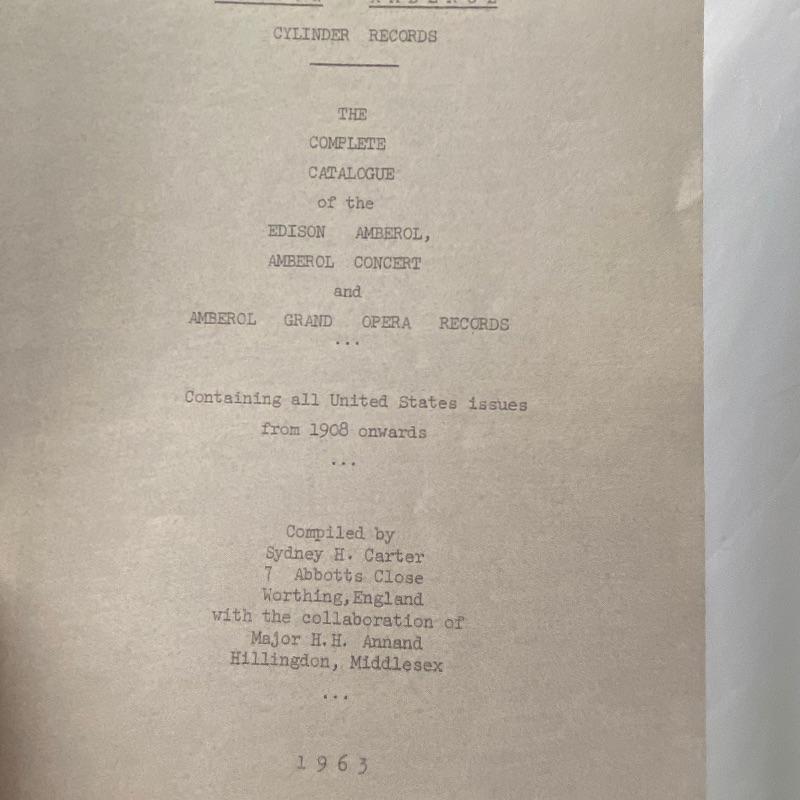 AMBEROL
CYLINDER RECORDS
THE
COMPLETE
CATALOGUE
of the
EDISON AMBEROL,
AMBEROL CONCERT
and
AMBEROL GRAND OPERA RECORDS
...
Containing all United States issues
from 1908 onwards
...
Compiled by
Sydney H. Carter
7 Abbotts Close
Worthing,England
with the collaboration of
Major H.H. Annand
Hillingdon, Middlesex
...
1963